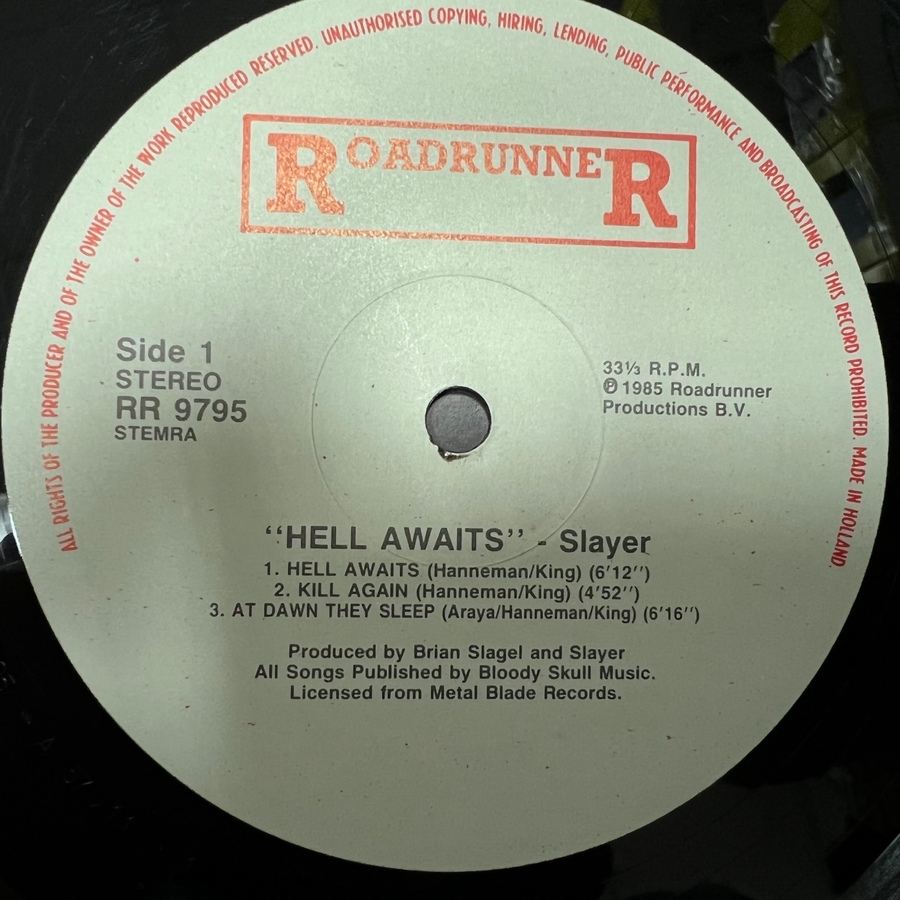 ALL RIGHTS OF THE PRODUCER AND OF THE OWNER OF THE WORK REPRODUCED RESERVED. UNAUTHORISED COPYING, HIRING, LENDING, PUBLIC PERFORMANCE AND BROADCASTING OF THIS RECORD PROHIBITED. MADE IN HOLLAND.
ROADRUNNER
Side 1
STEREO
RR 9795
STEMRA
33⅓ R.P.M.
Ⓟ 1985 Roadrunner
Productions B.V.
‘‘HELL AWAITS’’ - Slayer
1. HELL AWAITS (Hanneman/King) (6'12'')
2. KILL AGAIN (Hanneman/King) (4'52'')
3. AT DAWN THEY SLEEP (Araya/Hanneman/King) (6'16'')
Produced by Brian Slagel and Slayer
All Songs Published by Bloody Skull Music.
Licensed from Metal Blade Records.